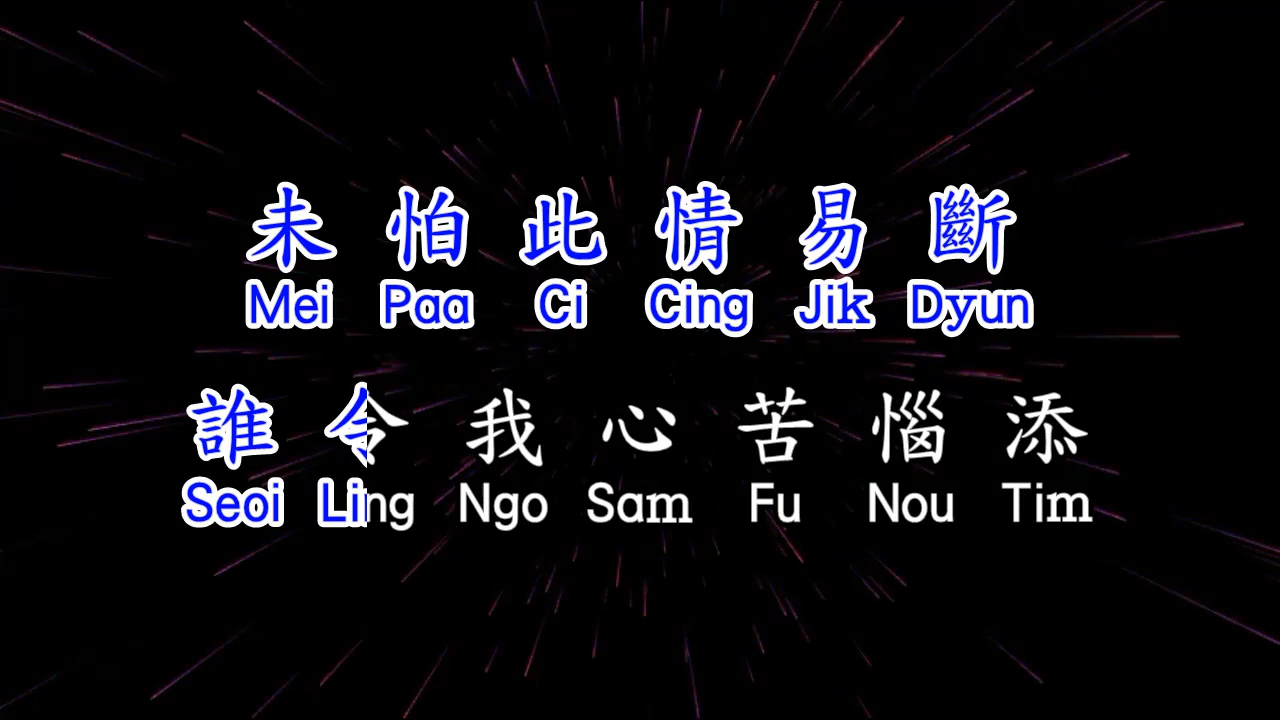 未 怕 此 情 易 斷
Mei Paa Ci Cing Jik Dyun
誰 令 我 心 苦 惱 添
Seoi Ling Ngo Sam Fu Nou Tim